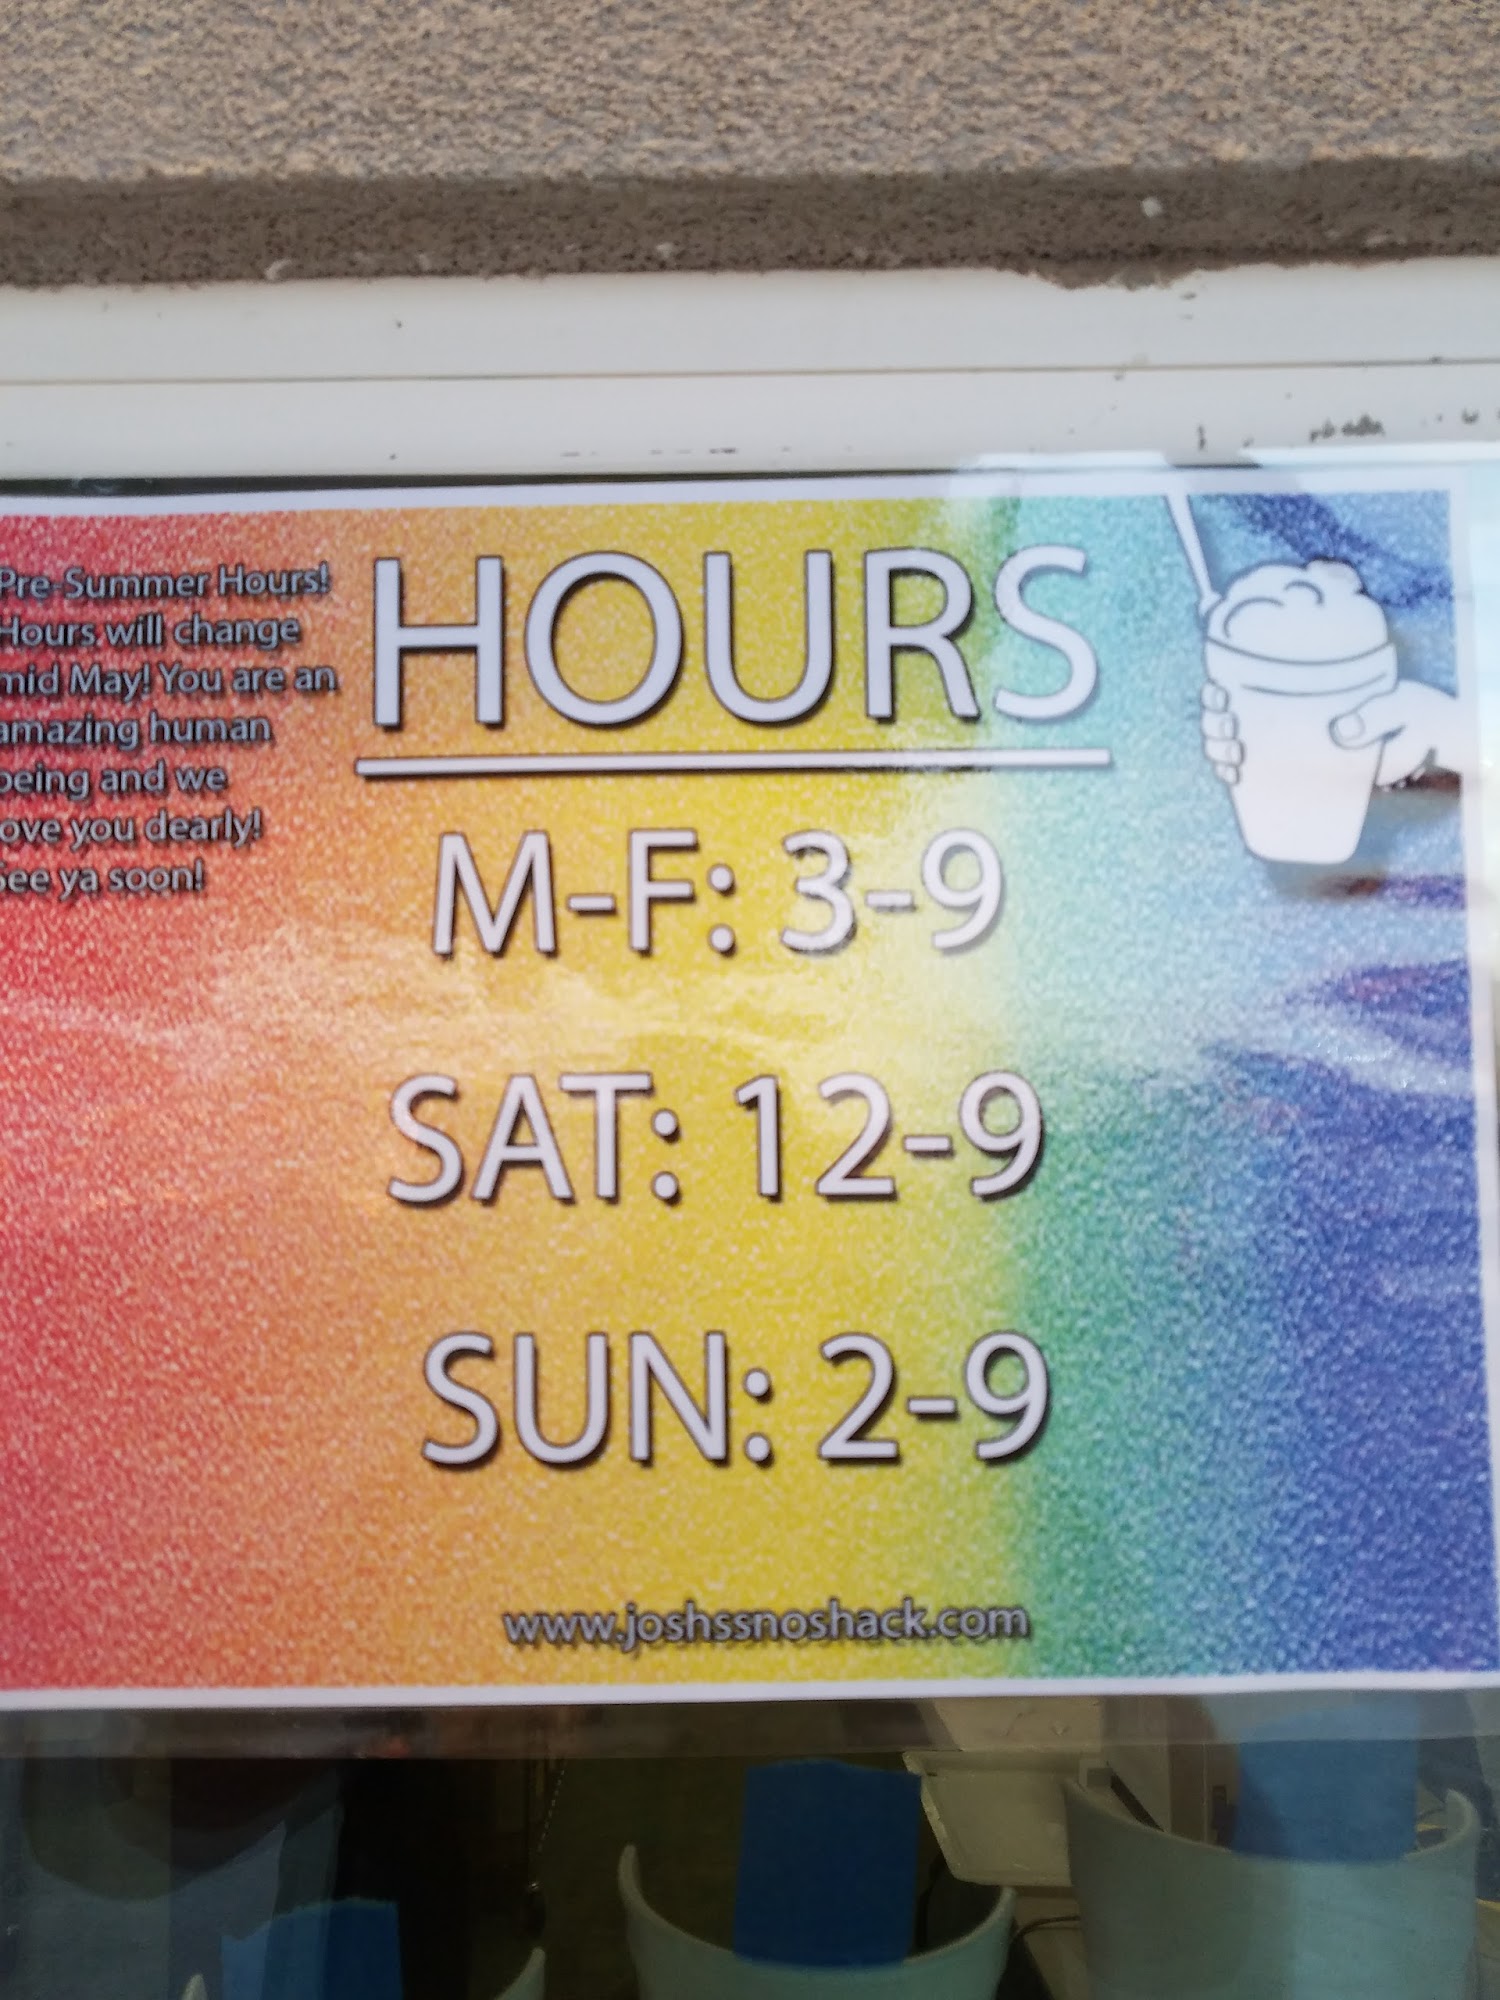 Pre-Summer Hours!
Hours will change
mid May! You are an
amazing human
being and we
love you dearly!
See ya soon!
HOURS
M-F: 3-9
SAT: 12-9
SUN: 2-9
www.joshssnoshack.com